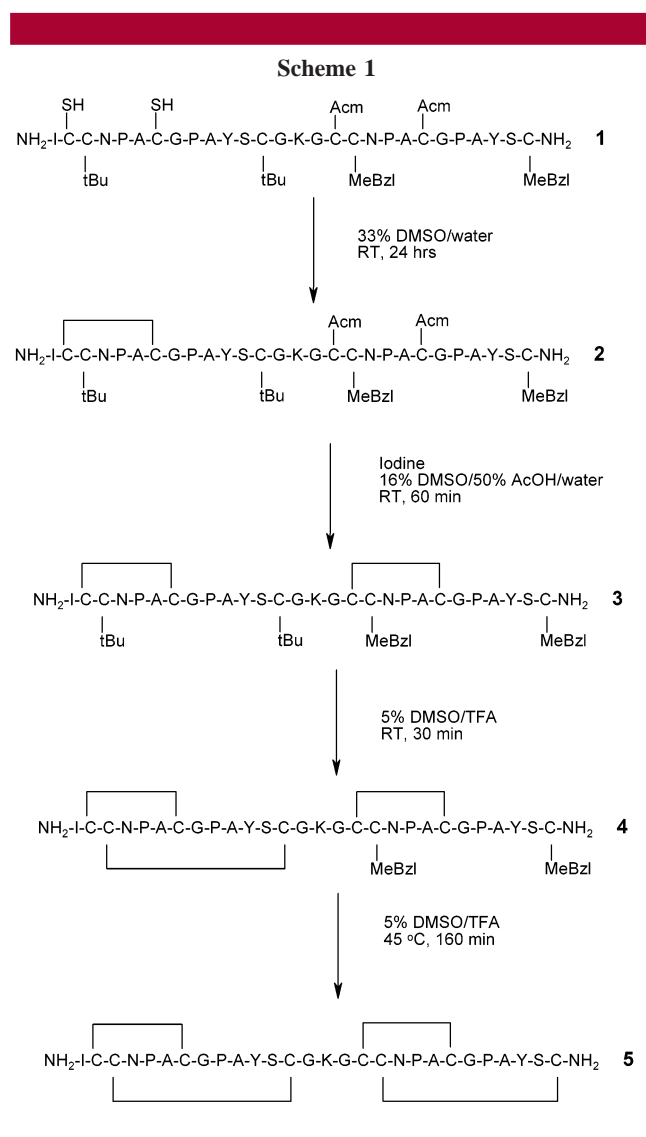 Scheme 1
SH SH Acm Acm
NH2-I-C-C-N-P-A-C-G-P-A-Y-S-C-G-K-G-C-C-N-P-A-C-G-P-A-Y-S-C-NH2 1
tBu tBu MeBzl MeBzl
33% DMSO/water
RT, 24 hrs
Acm Acm
NH2-I-C-C-N-P-A-C-G-P-A-Y-S-C-G-K-G-C-C-N-P-A-C-G-P-A-Y-S-C-NH2 2
tBu tBu MeBzl MeBzl
Iodine
16% DMSO/50% AcOH/water
RT, 60 min
NH2-I-C-C-N-P-A-C-G-P-A-Y-S-C-G-K-G-C-C-N-P-A-C-G-P-A-Y-S-C-NH2 3
tBu tBu MeBzl MeBzl
5% DMSO/TFA
RT, 30 min
NH2-I-C-C-N-P-A-C-G-P-A-Y-S-C-G-K-G-C-C-N-P-A-C-G-P-A-Y-S-C-NH2 4
MeBzl MeBzl
5% DMSO/TFA
45 °C, 160 min
NH2-I-C-C-N-P-A-C-G-P-A-Y-S-C-G-K-G-C-C-N-P-A-C-G-P-A-Y-S-C-NH2 5